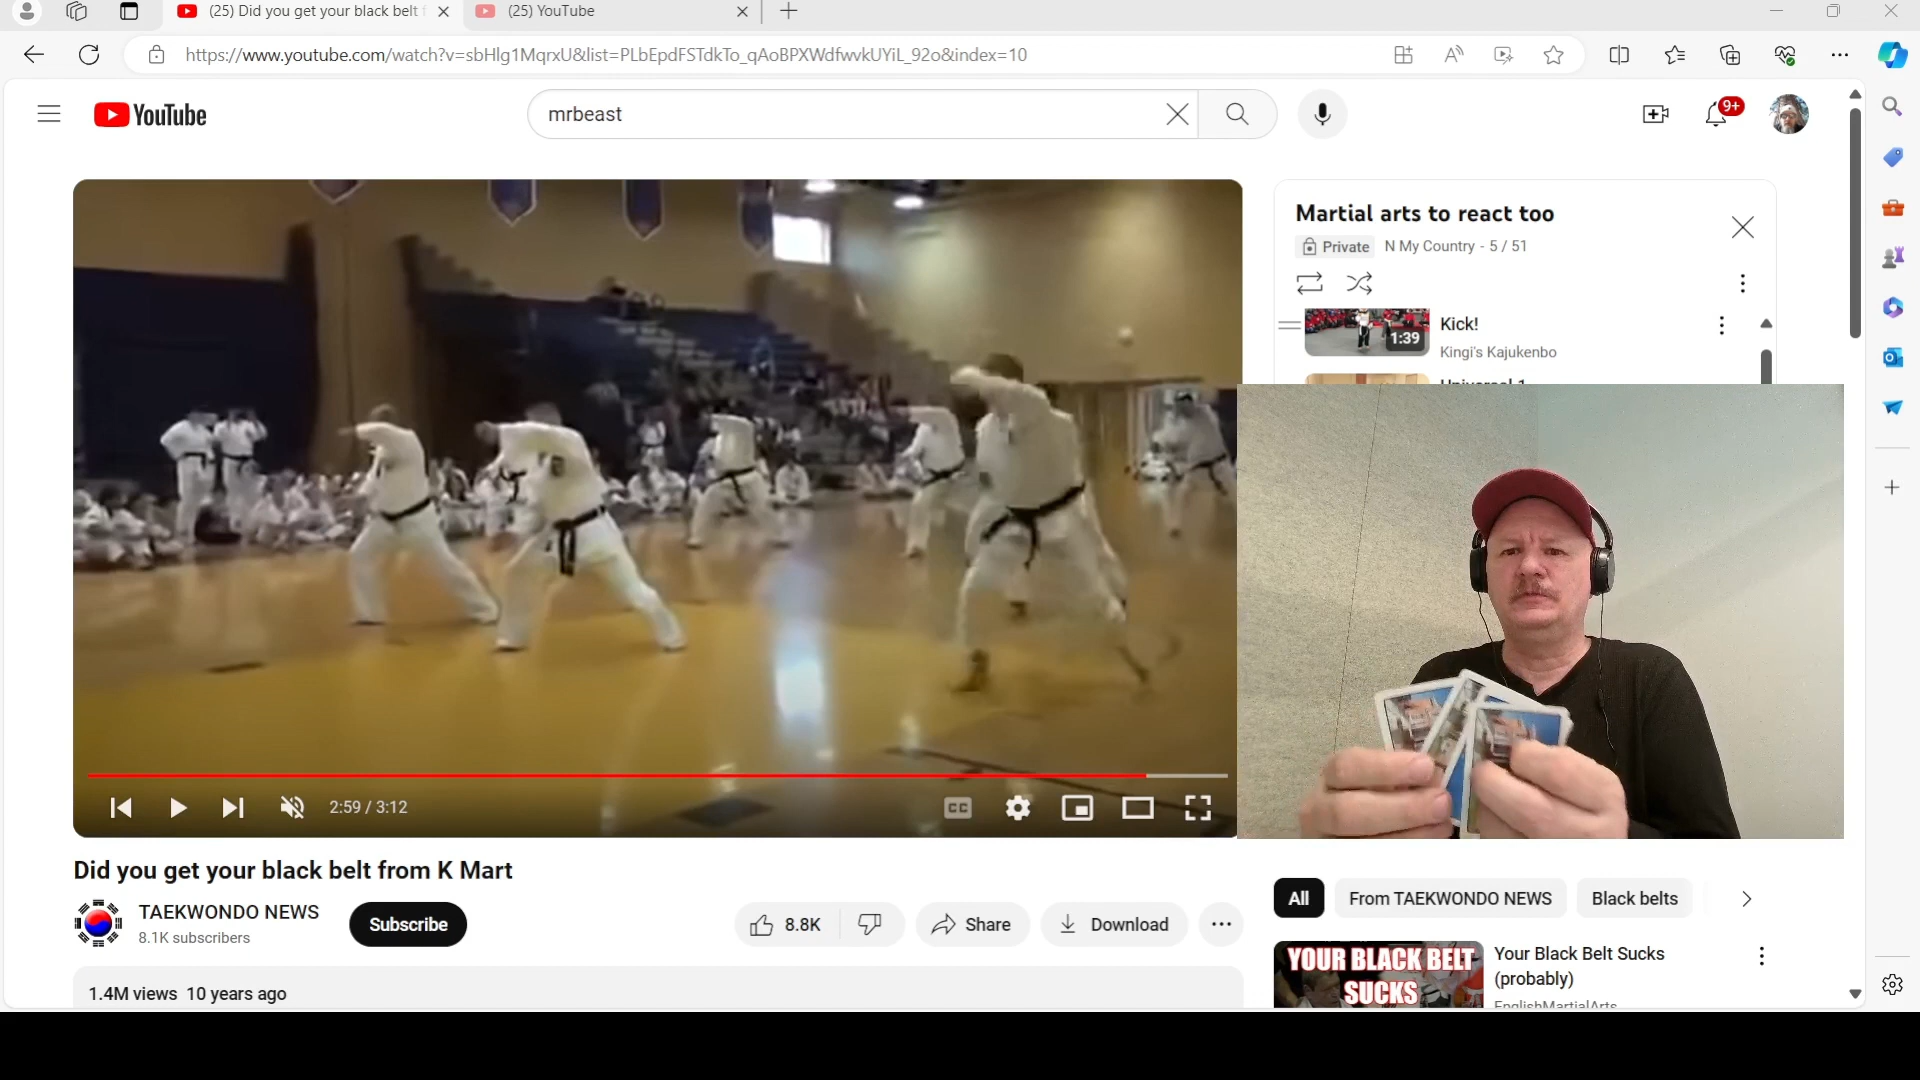 (25) Did you get your black belt f
(25) YouTube
https://www.youtube.com/watch?v=sbHlg1MqrxU&list=PLbEpdFSTdkTo_qAoBPXWdfwvkUYiL_92o&index=10
YouTube
mrbeast
9+
Martial arts to react too
Private N My Country - 5 / 51
Kick!
1:39
Kingi's Kajukenbo
Universal 1
2:59 / 3:12
CC
Did you get your black belt from K Mart
TAEKWONDO NEWS
8.1K subscribers
Subscribe
8.8K
Share
Download
1.4M views 10 years ago
All
From TAEKWONDO NEWS
Black belts
YOUR BLACK BELT
SUCKS
Your Black Belt Sucks
(probably)
EnglishMartialArts